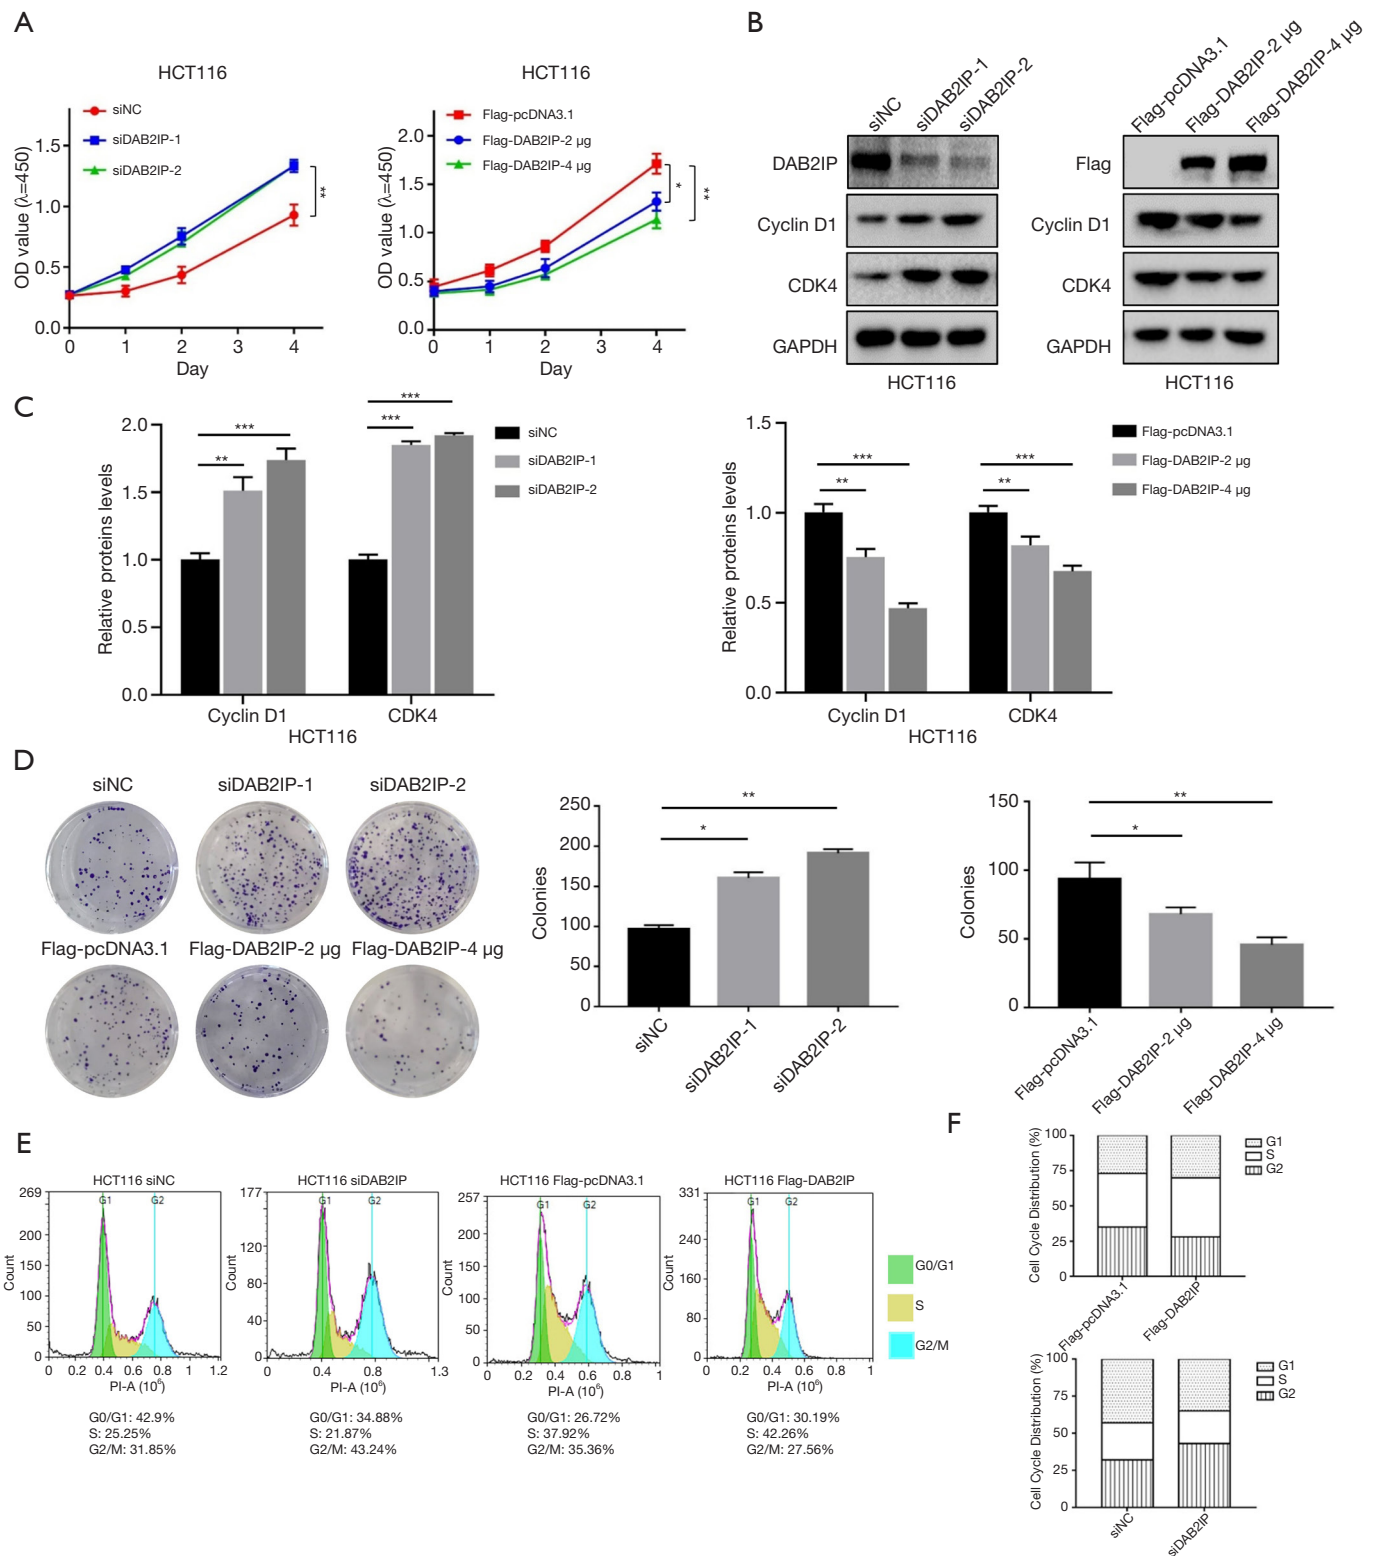 A
HCT116
OD value (λ=450)
1.5
1.0
0.5
0.0
siNC
siDAB2IP-1
siDAB2IP-2
**
0 1 2 3 4
Day
HCT116
OD value (λ=450)
2.0
1.5
1.0
0.5
0.0
Flag-pcDNA3.1
Flag-DAB2IP-2 µg
Flag-DAB2IP-4 µg
*
**
0 1 2 3 4
Day
B
siNC
siDAB2IP-1
siDAB2IP-2
DAB2IP
Cyclin D1
CDK4
GAPDH
HCT116
Flag-pcDNA3.1
Flag-DAB2IP-2 µg
Flag-DAB2IP-4 µg
Flag
Cyclin D1
CDK4
GAPDH
HCT116
C
Relative proteins levels
2.0
1.5
1.0
0.5
0.0
***
**
***
***
siNC
siDAB2IP-1
siDAB2IP-2
Cyclin D1
CDK4
HCT116
Relative proteins levels
1.5
1.0
0.5
0.0
***
**
***
**
Flag-pcDNA3.1
Flag-DAB2IP-2 µg
Flag-DAB2IP-4 µg
Cyclin D1
CDK4
HCT116
D
siNC
siDAB2IP-1
siDAB2IP-2
Flag-pcDNA3.1
Flag-DAB2IP-2 µg
Flag-DAB2IP-4 µg
Colonies
250
200
150
100
50
0
**
*
siNC
siDAB2IP-1
siDAB2IP-2
Colonies
150
100
50
0
**
*
Flag-pcDNA3.1
Flag-DAB2IP-2 µg
Flag-DAB2IP-4 µg
E
HCT116 siNC
269
200
150
100
50
0
Count
G1
G2
0 0.2 0.4 0.6 0.8 1 1.2
PI-A (10⁶)
G0/G1: 42.9%
S: 25.25%
G2/M: 31.85%
HCT116 siDAB2IP
177
120
80
40
0
Count
G1
G2
0 0.4 0.8 1.3
PI-A (10⁶)
G0/G1: 34.88%
S: 21.87%
G2/M: 43.24%
HCT116 Flag-pcDNA3.1
257
200
150
100
50
0
Count
G1
G2
0 0.2 0.4 0.6 0.8 1
PI-A (10⁶)
G0/G1: 26.72%
S: 37.92%
G2/M: 35.36%
HCT116 Flag-DAB2IP
331
240
160
80
0
Count
G1
G2
0 0.2 0.4 0.6 0.8 1
PI-A (10⁶)
G0/G1: 30.19%
S: 42.26%
G2/M: 27.56%
G0/G1
S
G2/M
F
Cell Cycle Distribution (%)
100
75
50
25
0
G1
S
G2
Flag-pcDNA3.1
Flag-DAB2IP
Cell Cycle Distribution (%)
100
75
50
25
0
G1
S
G2
siNC
siDAB2IP